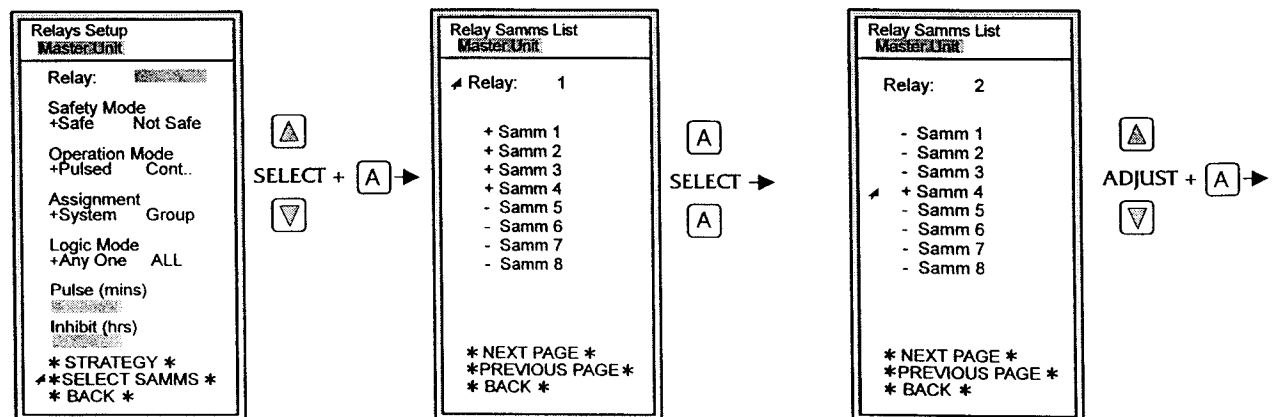 Relays Setup
Master Unit
Relay:
Safety Mode
+Safe Not Safe
Operation Mode
+Pulsed Cont..
Assignment
+System Group
Logic Mode
+Any One ALL
Pulse (mins)
Inhibit (hrs)
* STRATEGY *
*SELECT SAMMS *
* BACK *
SELECT + A
Relay Samms List
Master Unit
Relay: 1
+ Samm 1
+ Samm 2
+ Samm 3
+ Samm 4
- Samm 5
- Samm 6
- Samm 7
- Samm 8
* NEXT PAGE *
*PREVIOUS PAGE *
* BACK *
A
SELECT
A
Relay Samms List
Master Unit
Relay: 2
- Samm 1
- Samm 2
- Samm 3
+ Samm 4
- Samm 5
- Samm 6
- Samm 7
- Samm 8
* NEXT PAGE *
*PREVIOUS PAGE *
* BACK *
ADJUST + A